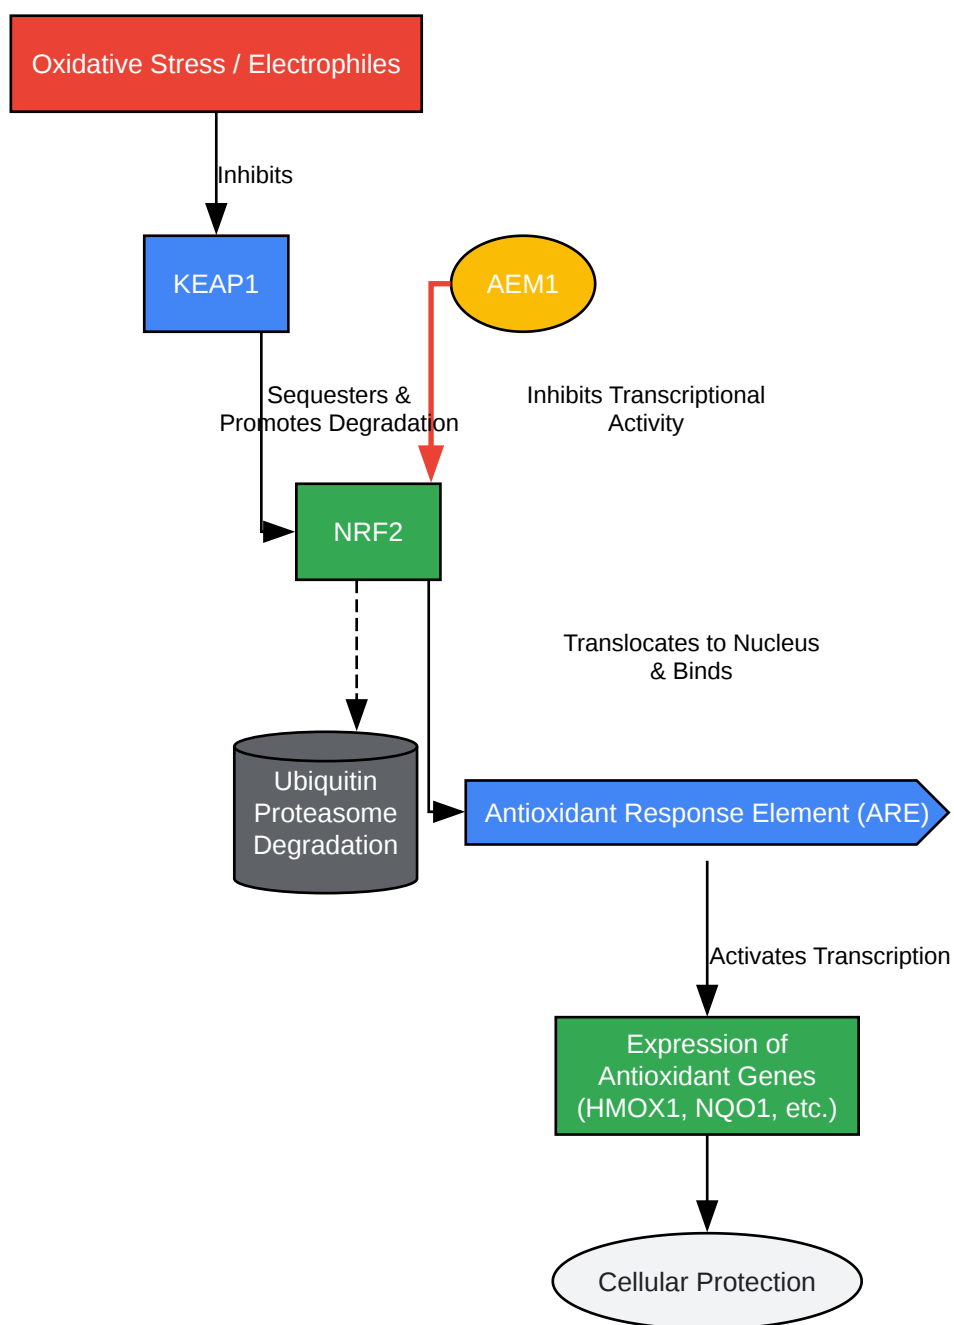 Oxidative Stress / Electrophiles
Inhibits
KEAP1
AEM1
Sequesters &
Promotes Degradation
Inhibits Transcriptional
Activity
NRF2
Translocates to Nucleus
& Binds
Ubiquitin
Proteasome
Degradation
Antioxidant Response Element (ARE)
Activates Transcription
Expression of
Antioxidant Genes
(HMOX1, NQO1, etc.)
Cellular Protection